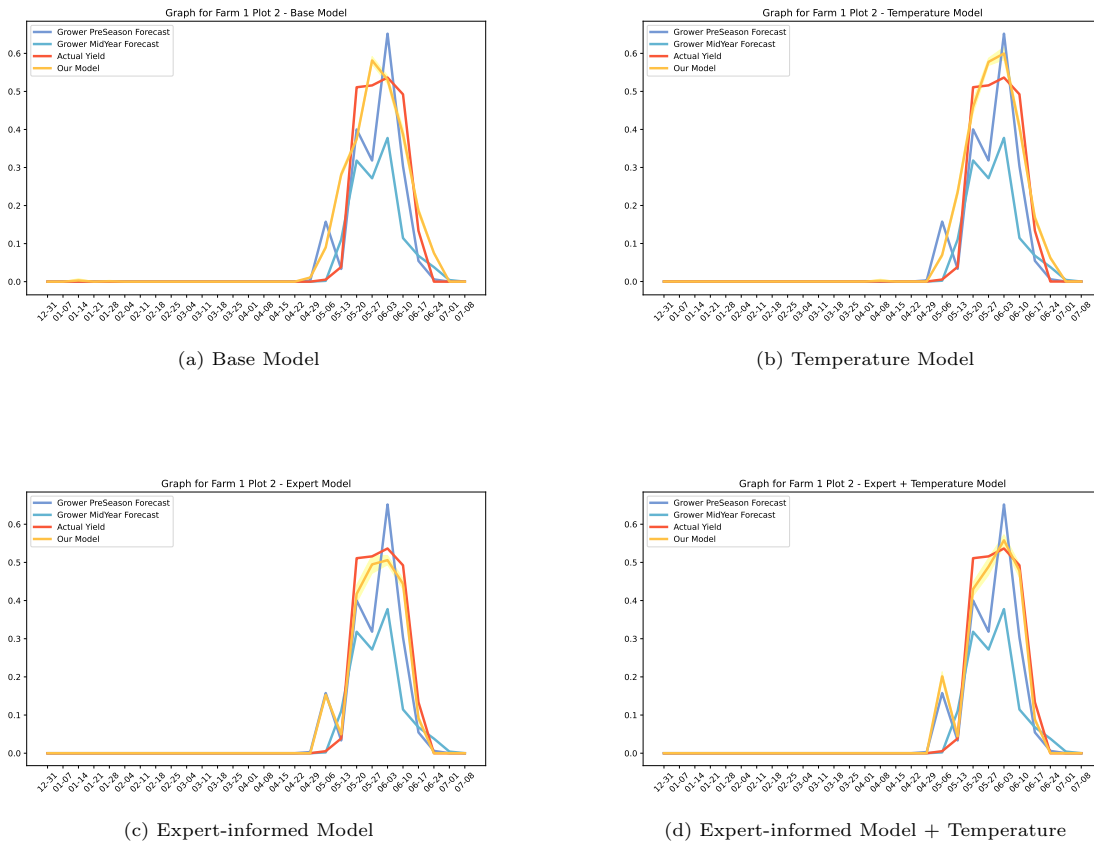 Graph for Farm 1 Plot 2 - Base Model
Grower PreSeason Forecast
Grower MidYear Forecast
Actual Yield
Our Model
0.6
0.5
0.4
0.3
0.2
0.1
0.0
12-31 01-07 01-14 01-21 01-28 02-04 02-11 02-18 02-25 03-04 03-11 03-18 03-25 04-01 04-08 04-15 04-22 04-29 05-06 05-13 05-20 05-27 06-03 06-10 06-17 06-24 07-01 07-08
(a) Base Model
Graph for Farm 1 Plot 2 - Temperature Model
Grower PreSeason Forecast
Grower MidYear Forecast
Actual Yield
Our Model
0.6
0.5
0.4
0.3
0.2
0.1
0.0
12-31 01-07 01-14 01-21 01-28 02-04 02-11 02-18 02-25 03-04 03-11 03-18 03-25 04-01 04-08 04-15 04-22 04-29 05-06 05-13 05-20 05-27 06-03 06-10 06-17 06-24 07-01 07-08
(b) Temperature Model
Graph for Farm 1 Plot 2 - Expert Model
Grower PreSeason Forecast
Grower MidYear Forecast
Actual Yield
Our Model
0.6
0.5
0.4
0.3
0.2
0.1
0.0
12-31 01-07 01-14 01-21 01-28 02-04 02-11 02-18 02-25 03-04 03-11 03-18 03-25 04-01 04-08 04-15 04-22 04-29 05-06 05-13 05-20 05-27 06-03 06-10 06-17 06-24 07-01 07-08
(c) Expert-informed Model
Graph for Farm 1 Plot 2 - Expert + Temperature Model
Grower PreSeason Forecast
Grower MidYear Forecast
Actual Yield
Our Model
0.6
0.5
0.4
0.3
0.2
0.1
0.0
12-31 01-07 01-14 01-21 01-28 02-04 02-11 02-18 02-25 03-04 03-11 03-18 03-25 04-01 04-08 04-15 04-22 04-29 05-06 05-13 05-20 05-27 06-03 06-10 06-17 06-24 07-01 07-08
(d) Expert-informed Model + Temperature